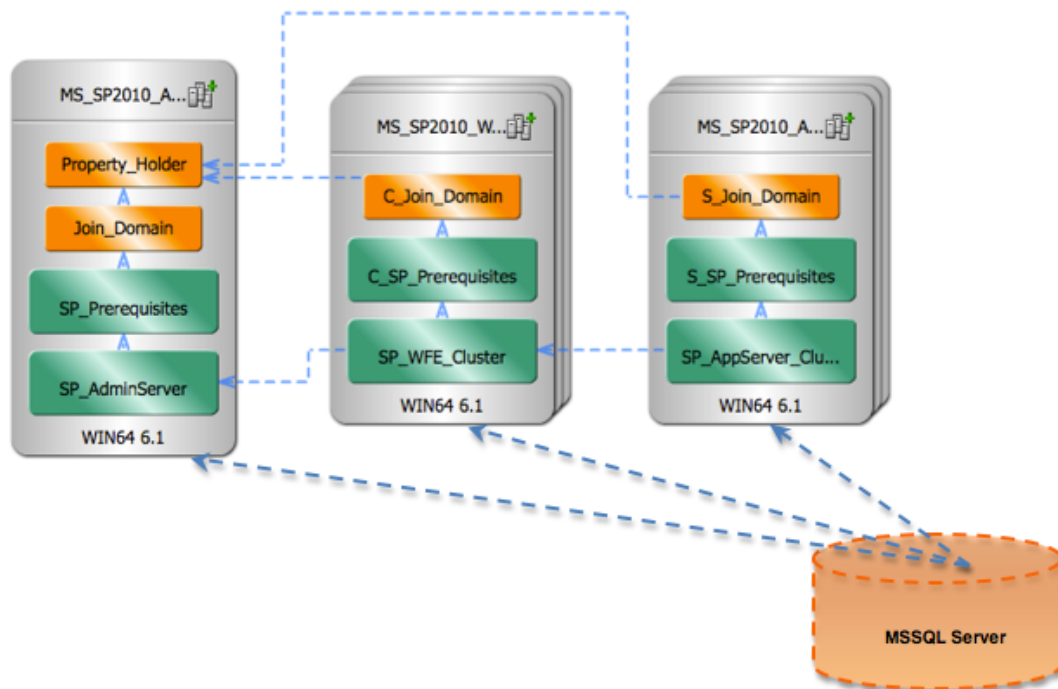 MS_SP2010_A...
Property_Holder
Join_Domain
SP_Prerequisites
SP_AdminServer
WIN64 6.1
MS_SP2010_W...
C_Join_Domain
C_SP_Prerequisites
SP_WFE_Cluster
WIN64 6.1
MS_SP2010_A...
S_Join_Domain
S_SP_Prerequisites
SP_AppServer_Clu...
WIN64 6.1
MSSQL Server